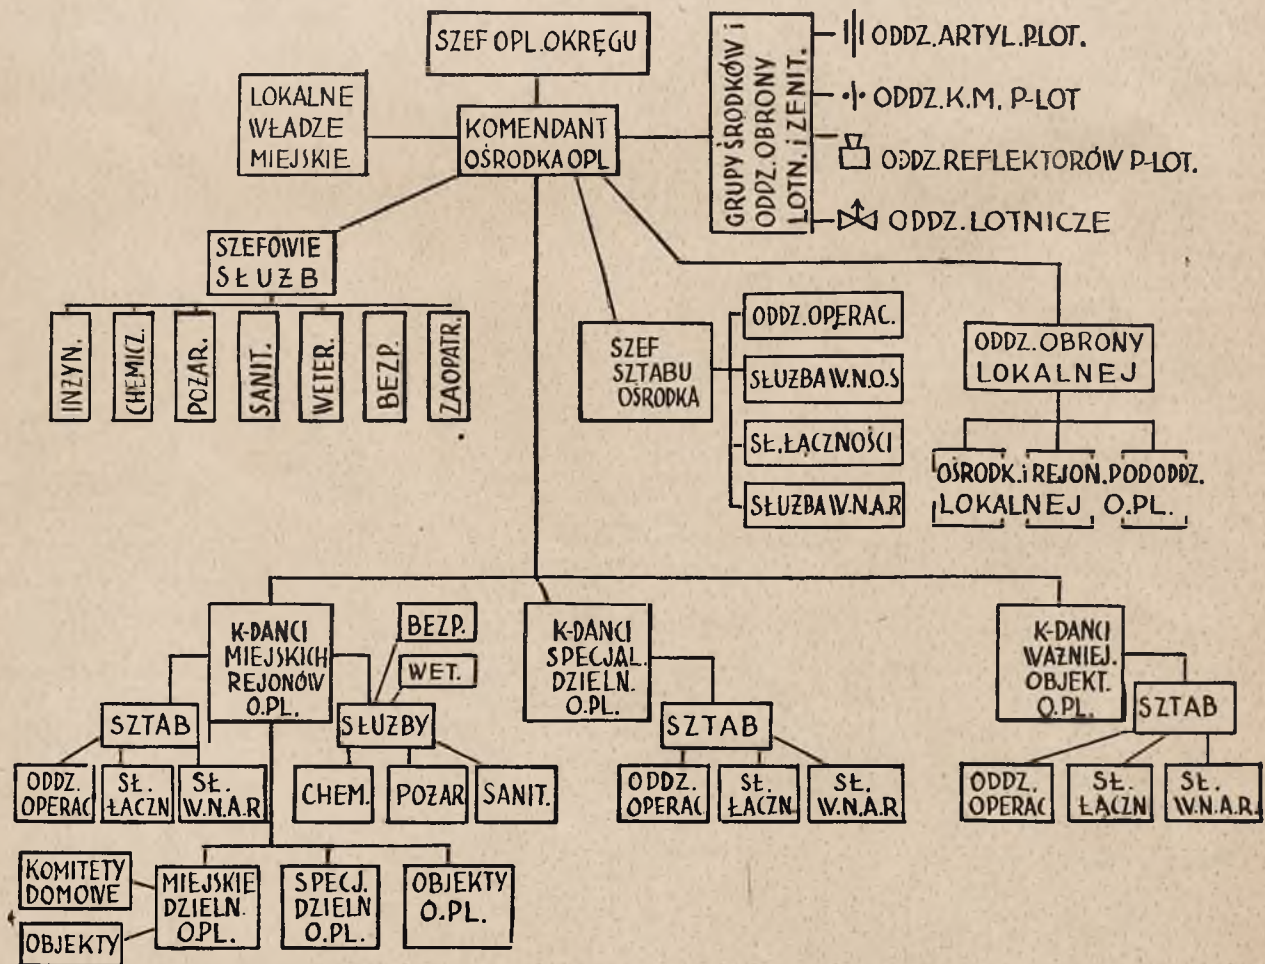 SZEF OPL. OKRĘGU
LOKALNE
WŁADZE
MIEJSKIE
KOMENDANT
OŚRODKA OPL
GRUPY ŚRODKÓW i
ODDZ. OBRONY
LOTN. i ZENIT.
ODDZ. ARTYL. P.LOT.
ODDZ. K.M. P-LOT
ODDZ. REFLEKTORÓW P-LOT.
ODDZ. LOTNICZE
SZEFOWIE
SŁUŻB
INŻYN.
CHEMICZ.
POŻAR.
SANIT.
WETER.
BEZP.
ZAOPATR.
SZEF
SZTABU
OŚRODKA
ODDZ. OPERAC.
SŁUŻBA W.N.O.S
SŁ. ŁĄCZNOŚCI
SŁUŻBA W.N.A.R
ODDZ. OBRONY
LOKALNEJ
OŚRODK. i REJON. PODODDZ.
LOKALNEJ O.PL.
K-DANCI
MIEJSKICH
REJONÓW
O.PL.
BEZP.
WET.
SZTAB
SŁUŻBY
ODDZ.
OPERAC
SŁ.
ŁĄCZN
SŁ.
W.N.A.R
CHEM.
POŻAR
SANIT.
K-DANCI
SPECJAL.
DZIELN.
O.PL.
SZTAB
ODDZ.
OPERAC
SŁ.
ŁĄCZN
SŁ.
W.N.A.R
K-DANCI
WAŻNIEJ.
OBJEKT.
O.PL.
SZTAB
ODDZ.
OPERAC
SŁ.
ŁĄCZN
SŁ.
W.N.A.R.
KOMITETY
DOMOWE
OBJEKTY
MIEJSKIE
DZIELN.
O.PL.
SPECJ.
DZIELN
O.PL.
OBJEKTY
O.PL.